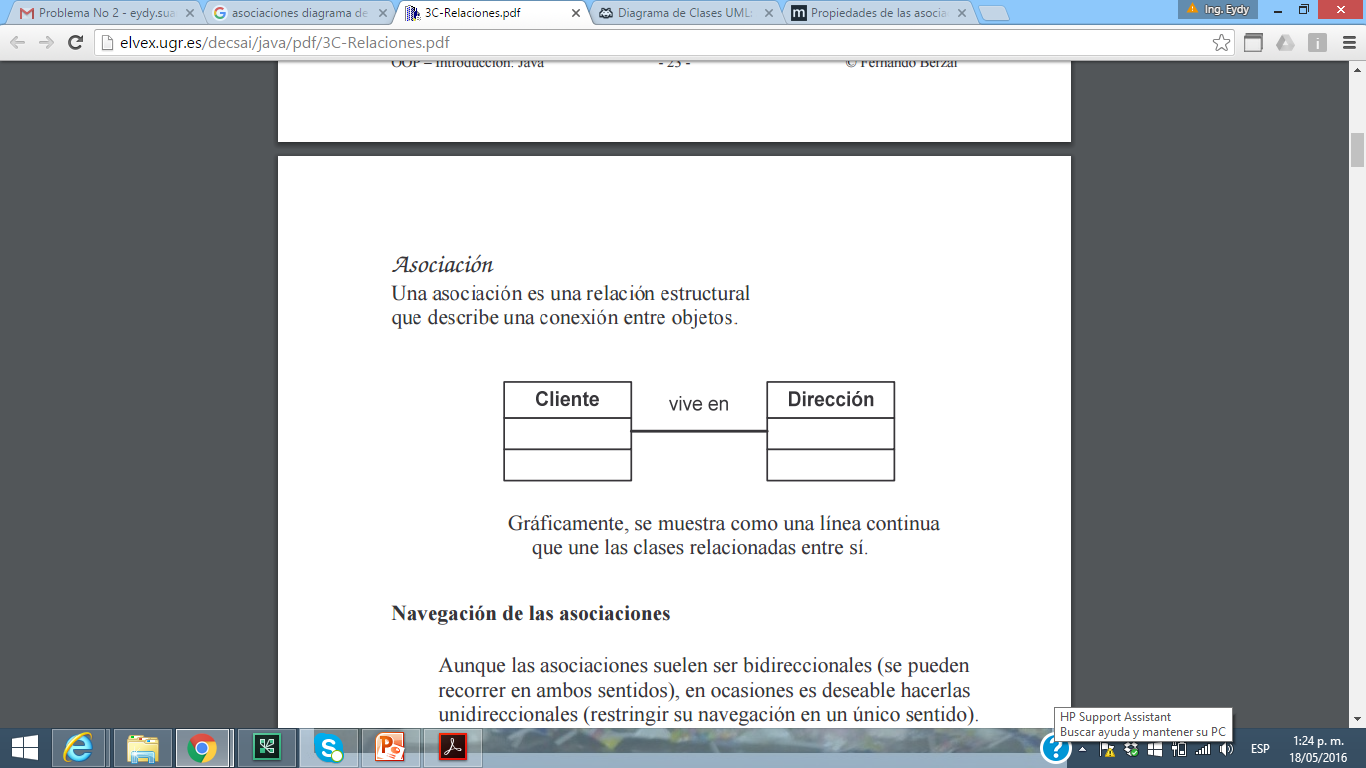 Problema No 2 - eydy.sua
asociaciones diagrama de
3C-Relaciones.pdf
Diagrama de Clases UML:
Propiedades de las asocia
Ing. Eydy
elvex.ugr.es/decsai/java/pdf/3C-Relaciones.pdf
OOP – Introducción: Java - 23 - © Fernando Berzal
Asociación
Una asociación es una relación estructural
que describe una conexión entre objetos.
Cliente vive en Dirección
Gráficamente, se muestra como una línea continua
que une las clases relacionadas entre sí.
Navegación de las asociaciones
Aunque las asociaciones suelen ser bidireccionales (se pueden
recorrer en ambos sentidos), en ocasiones es deseable hacerlas
unidireccionales (restringir su navegación en un único sentido).
HP Support Assistant
Buscar ayuda y mantener su PC
ESP
1:24 p. m.
18/05/2016